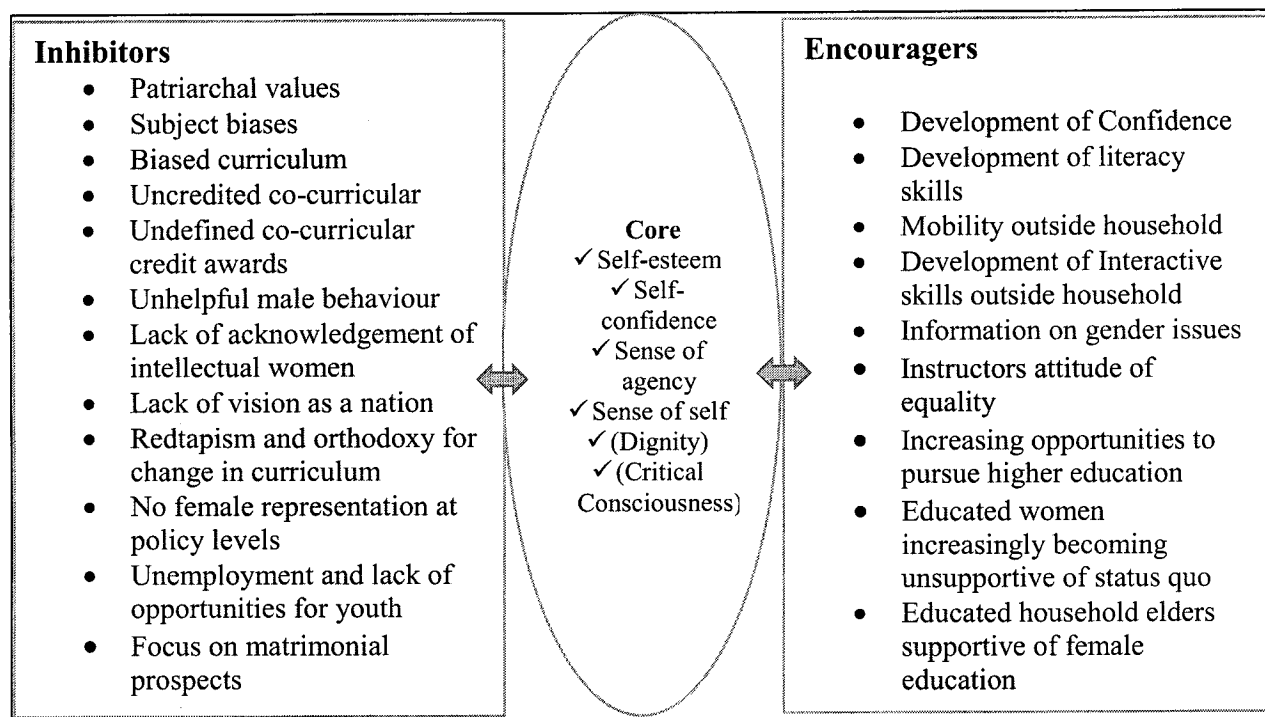 Inhibitors
• Patriarchal values
• Subject biases
• Biased curriculum
• Uncredited co-curricular
• Undefined co-curricular
credit awards
• Unhelpful male behaviour
• Lack of acknowledgement of
intellectual women
• Lack of vision as a nation
• Redtapism and orthodoxy for
change in curriculum
• No female representation at
policy levels
• Unemployment and lack of
opportunities for youth
• Focus on matrimonial
prospects
Core
✓ Self-esteem
✓ Self-
confidence
✓ Sense of
agency
✓ Sense of self
✓ (Dignity)
✓ (Critical
Consciousness)
Encouragers
• Development of Confidence
• Development of literacy
skills
• Mobility outside household
• Development of Interactive
skills outside household
• Information on gender issues
• Instructors attitude of
equality
• Increasing opportunities to
pursue higher education
• Educated women
increasingly becoming
unsupportive of status quo
• Educated household elders
supportive of female
education